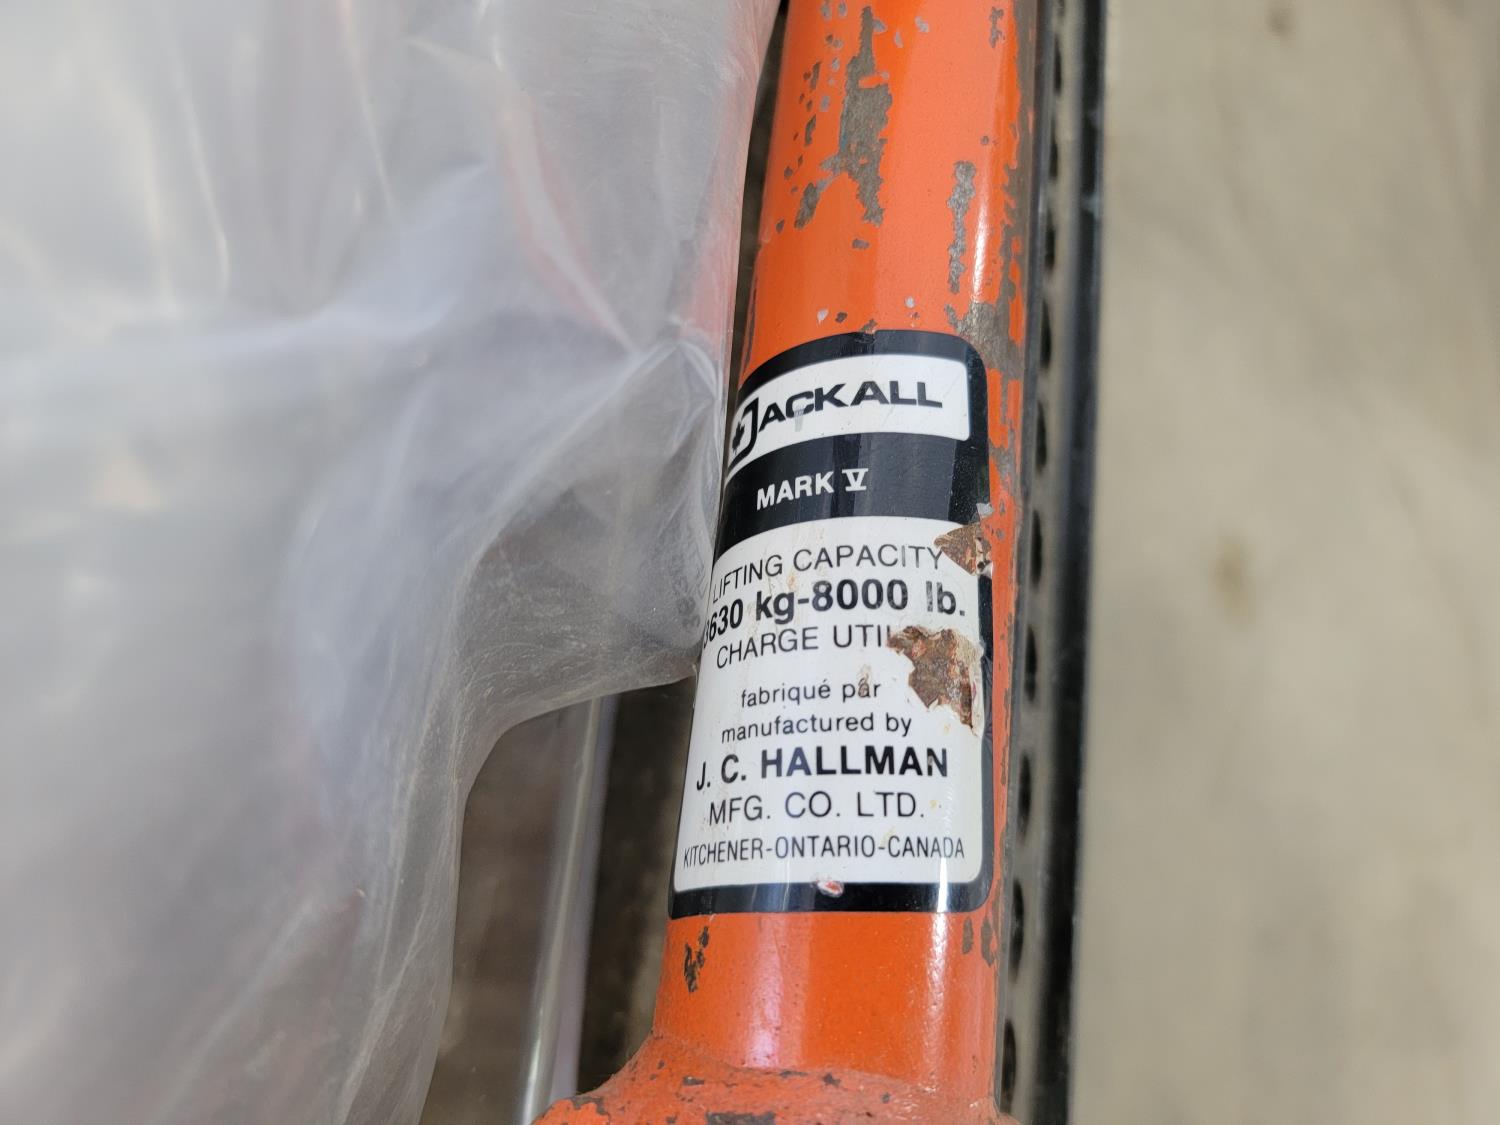 JACKALL
MARK V
LIFTING CAPACITY
3630 kg-8000 lb.
CHARGE
fabriqué par
manufactured by
J. C. HALLMAN
MFG. CO. LTD.
KITCHENER-ONTARIO-CANADA